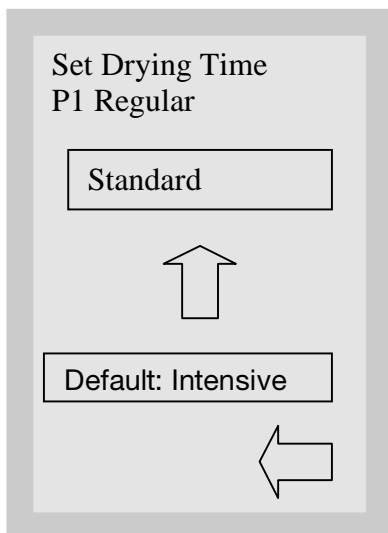 Set Drying Time
P1 Regular
Standard
Default: Intensive